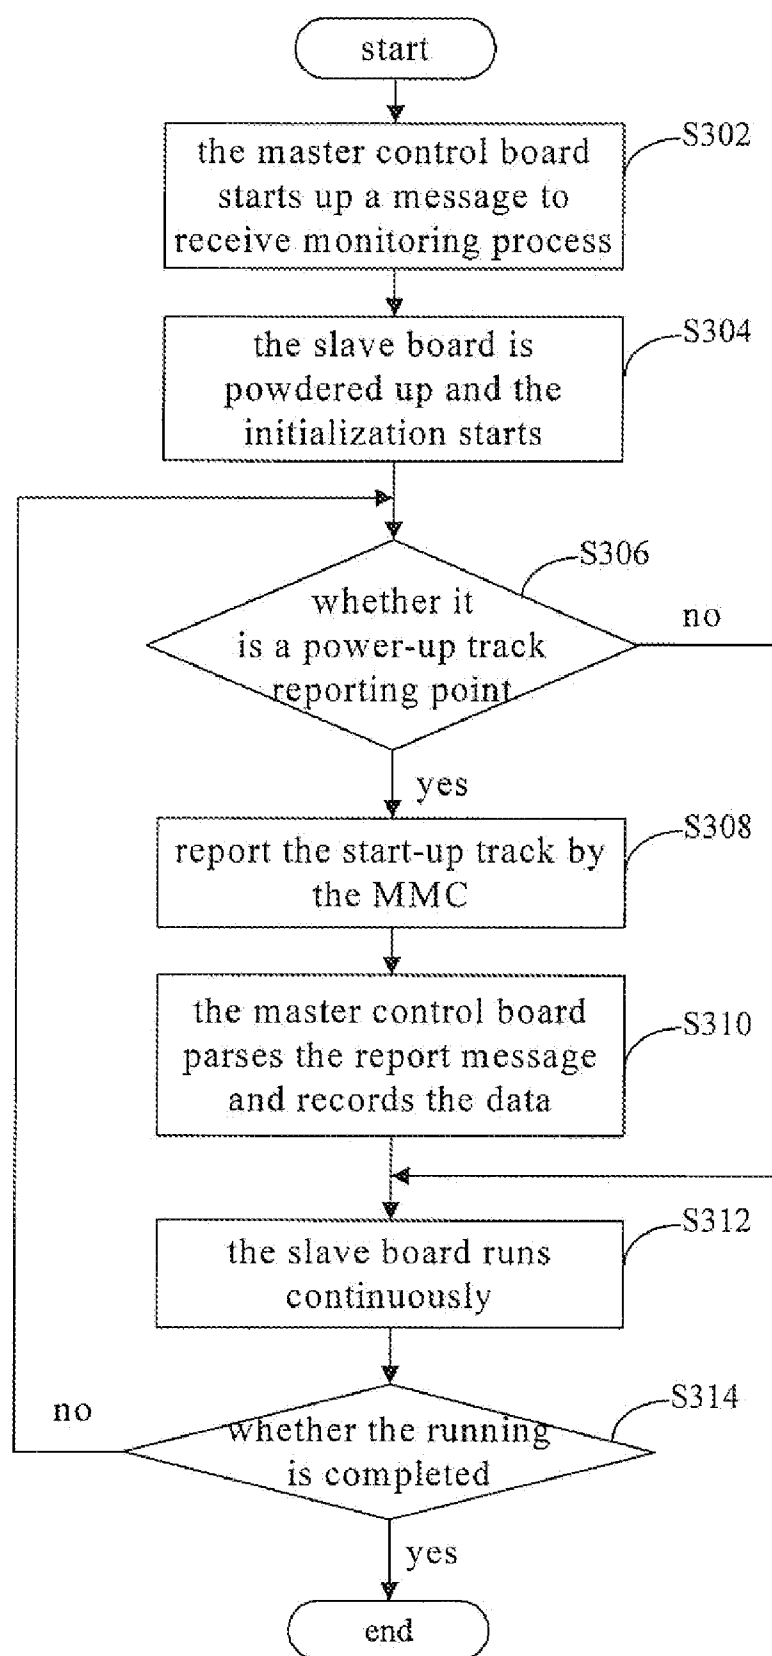 start
the master control board
starts up a message to
receive monitoring process
S302
the slave board is
powdered up and the
initialization starts
S304
whether it
is a power-up track
reporting point
S306
no
yes
report the start-up track by
the MMC
S308
the master control board
parses the report message
and records the data
S310
the slave board runs
continuously
S312
whether the running
is completed
S314
no
yes
end